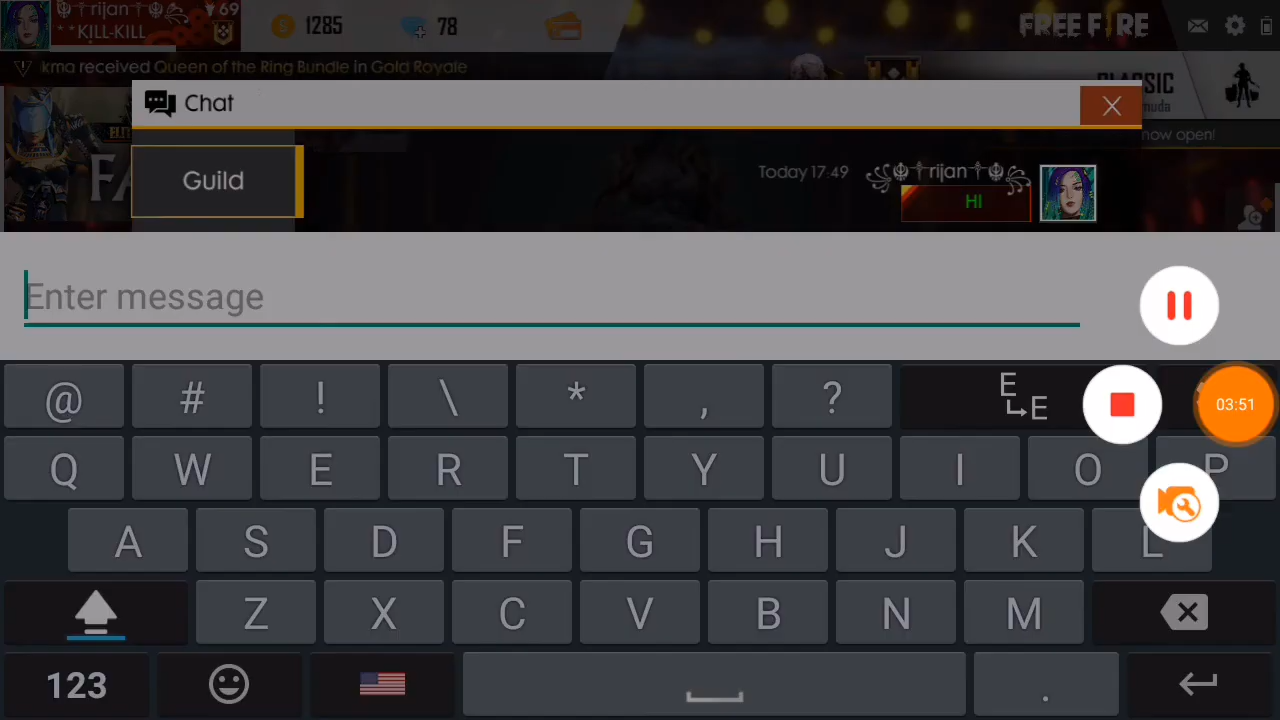 rijan 69
**KILL-KILL
1285
78
FREE FIRE
kma received Queen of the Ring Bundle in Gold Royale
Chat
now open!
Guild
Today 17:49
rijan
HI
Enter message
@ # ! \ * , ? E E
03:51
Q W E R T Y U I O P
A S D F G H J K L
Z X C V B N M
123 .